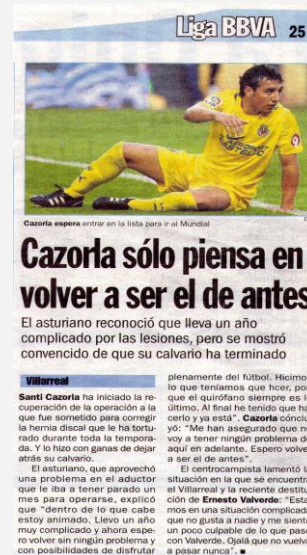 Liga BBVA 25
Cazorla espera entrar en la lista para ir al Mundial
Cazorla sólo piensa en
volver a ser el de antes
El asturiano reconoció que lleva un año
complicado por las lesiones, pero se mostró
convencido de que su calvario ha terminado
Villarreal
Santi Cazorla ha iniciado la re-
cuperación de la operación a la
que fue sometido para corregir
la hernia discal que le ha tortu-
rado durante toda la tempora-
da. Y lo hizo con ganas de dejar
atrás su calvario.
El asturiano, que aprovechó
una problema en el aductor
que le iba a tener parado un
mes para operarse, explicó
que "dentro de lo que cabe
estoy animado. Llevo un año
muy complicado y ahora espe-
ro volver sin ningún problema y
con posibilidades de disfrutar
plenamente del fútbol. Hicimo
lo que teníamos que hcer, por
que el quirófano siempre es l
último. Al final he tenido que ha
cerlo y ya está". Cazorla conclu
yó: "Me han asegurado que n
voy a tener ningún problema d
aquí en adelante. Espero volve
a ser el de antes".
El centrocampista lamentó l
situación en la que se encuentr
el Villarreal y la reciente destitu
ción de Ernesto Valverde: "Esta
mos en una situación complicada
que no gusta a nadie y me sient
un poco culpable de lo que pas
con Valverde. Ojalá que no vuelv
a pasar nunca".